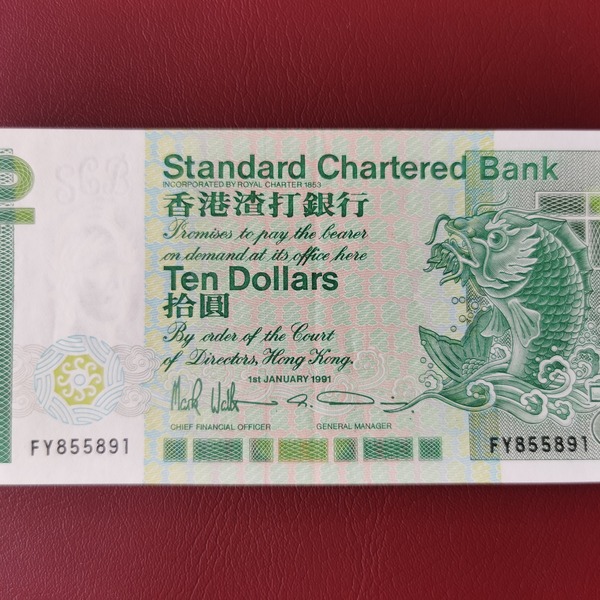 Standard Chartered Bank
INCORPORATED BY ROYAL CHARTER 1853
香港渣打銀行
Promises to pay the bearer
on demand at its office here
Ten Dollars
拾圓
By order of the Court
of Directors, Hong Kong.
1st JANUARY 1991
CHIEF FINANCIAL OFFICER GENERAL MANAGER
FY855891 FY855891